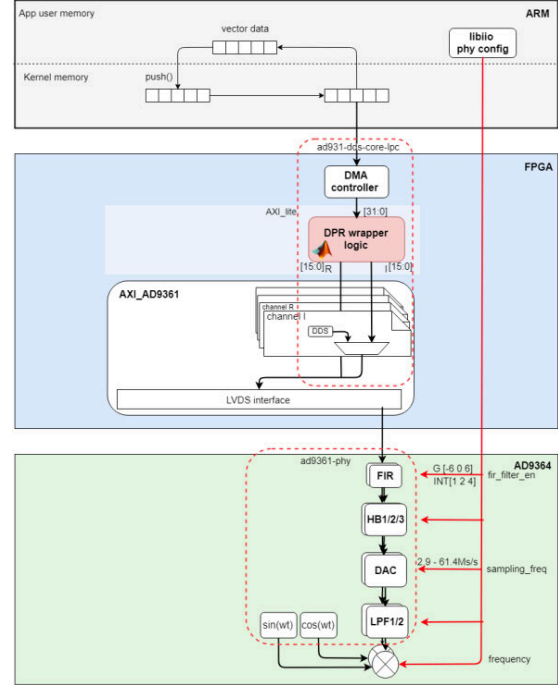 App user memory
ARM
vector data
libiio
phy config
Kernel memory
push()
ad931-dds-core-lpc
FPGA
DMA
controller
AXI_lite
[31:0]
DPR wrapper
logic
[15:0]
R
I
[15:0]
AXI_AD9361
channel R
channel I
DDS
LVDS interface
ad9361-phy
AD9364
G [-6 0 6]
FIR
fir_filter_en
INT[1 2 4]
HB1/2/3
2,9 - 61.4Ms/s
DAC
sampling_freq
sin(wt)
cos(wt)
LPF1/2
frequency